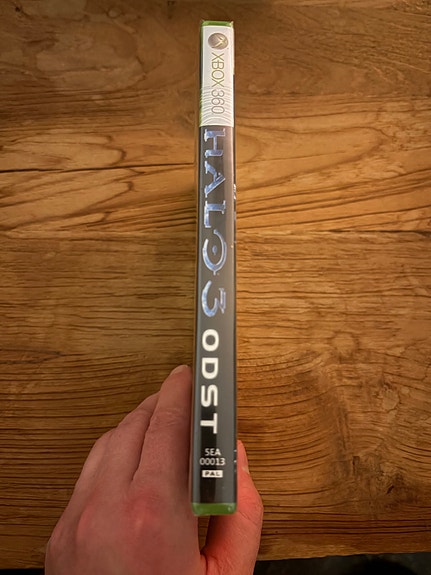 XBOX 360
HALO 3
ODST
5EA
00013
PAL